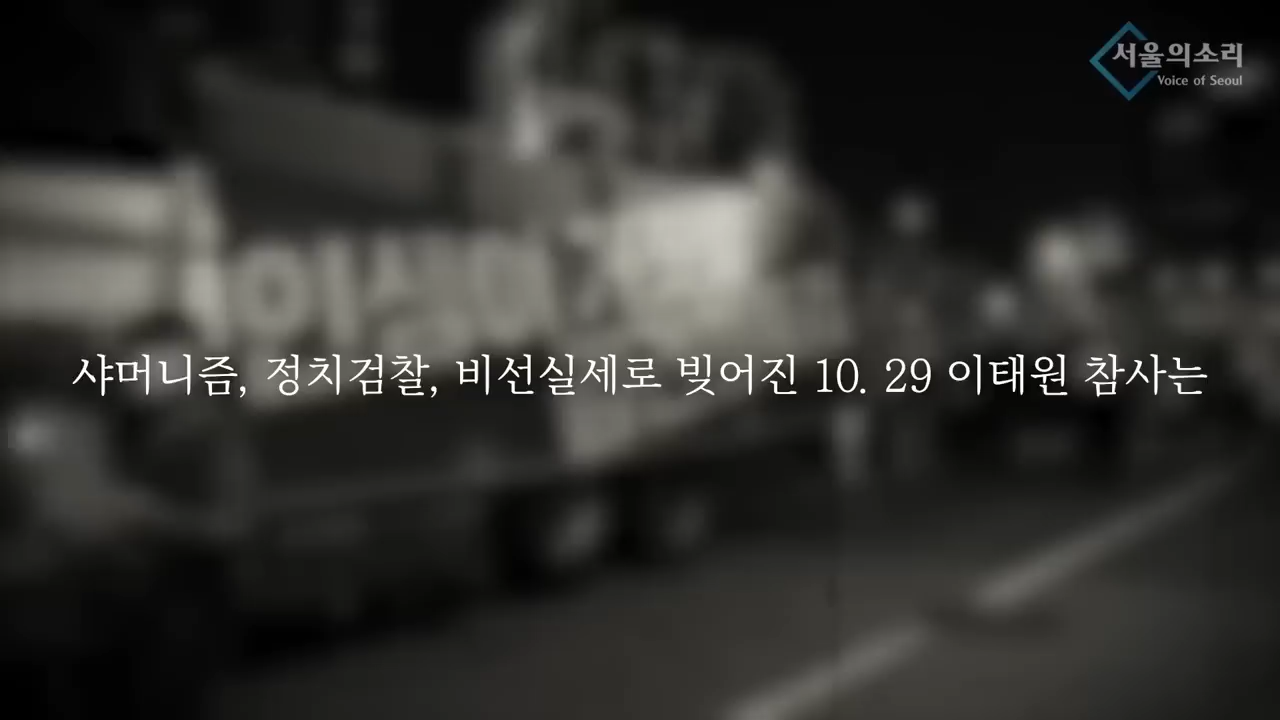 서울의소리
Voice of Seoul
샤머니즘, 정치검찰, 비선실세로 빚어진 10. 29 이태원 참사는